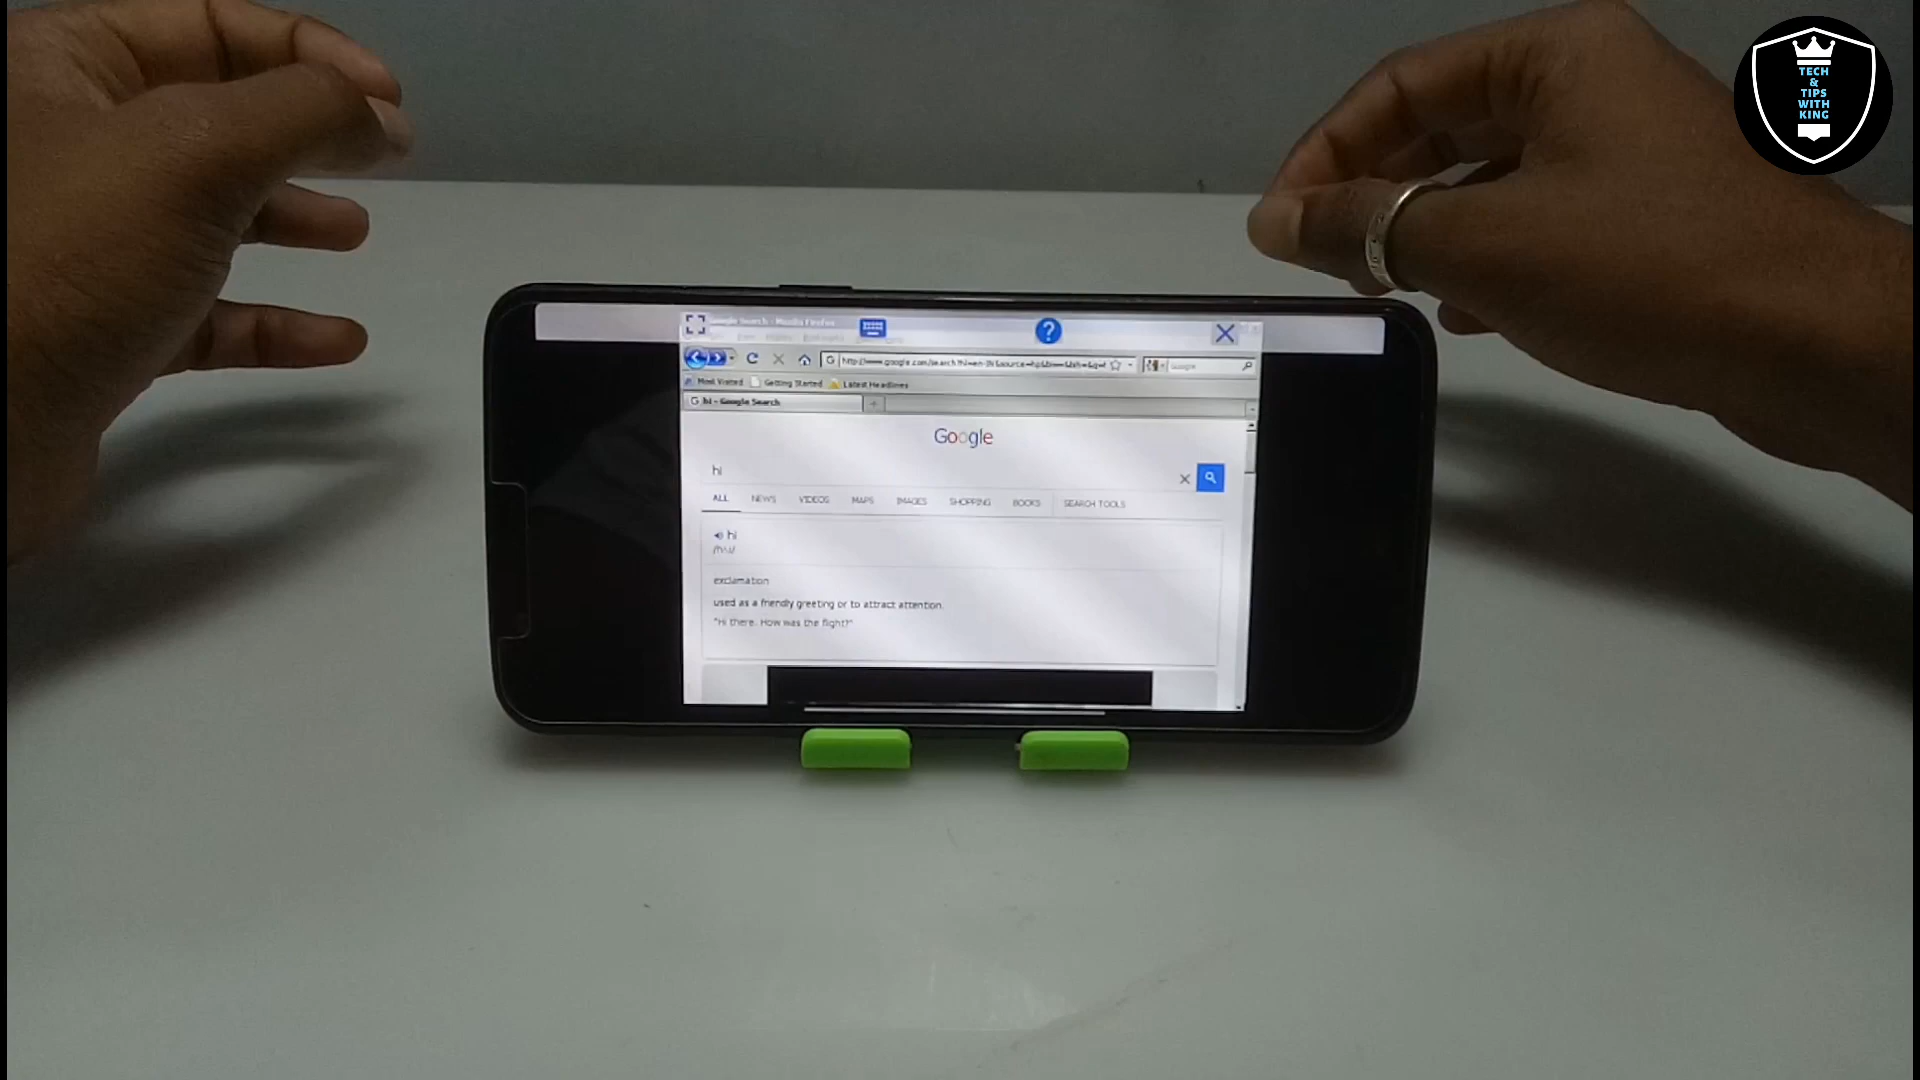 TECH
&
TIPS
WITH
KING
Google Search - Mozilla Firefox
Most Visited Getting Started Latest Headlines
Google
hi - Google Search
Google
hi
ALL NEWS VIDEOS MAPS IMAGES SHOPPING BOOKS SEARCH TOOLS
hi
exclamation
used as a friendly greeting or to attract attention.
"Hi there. How was the flight?"